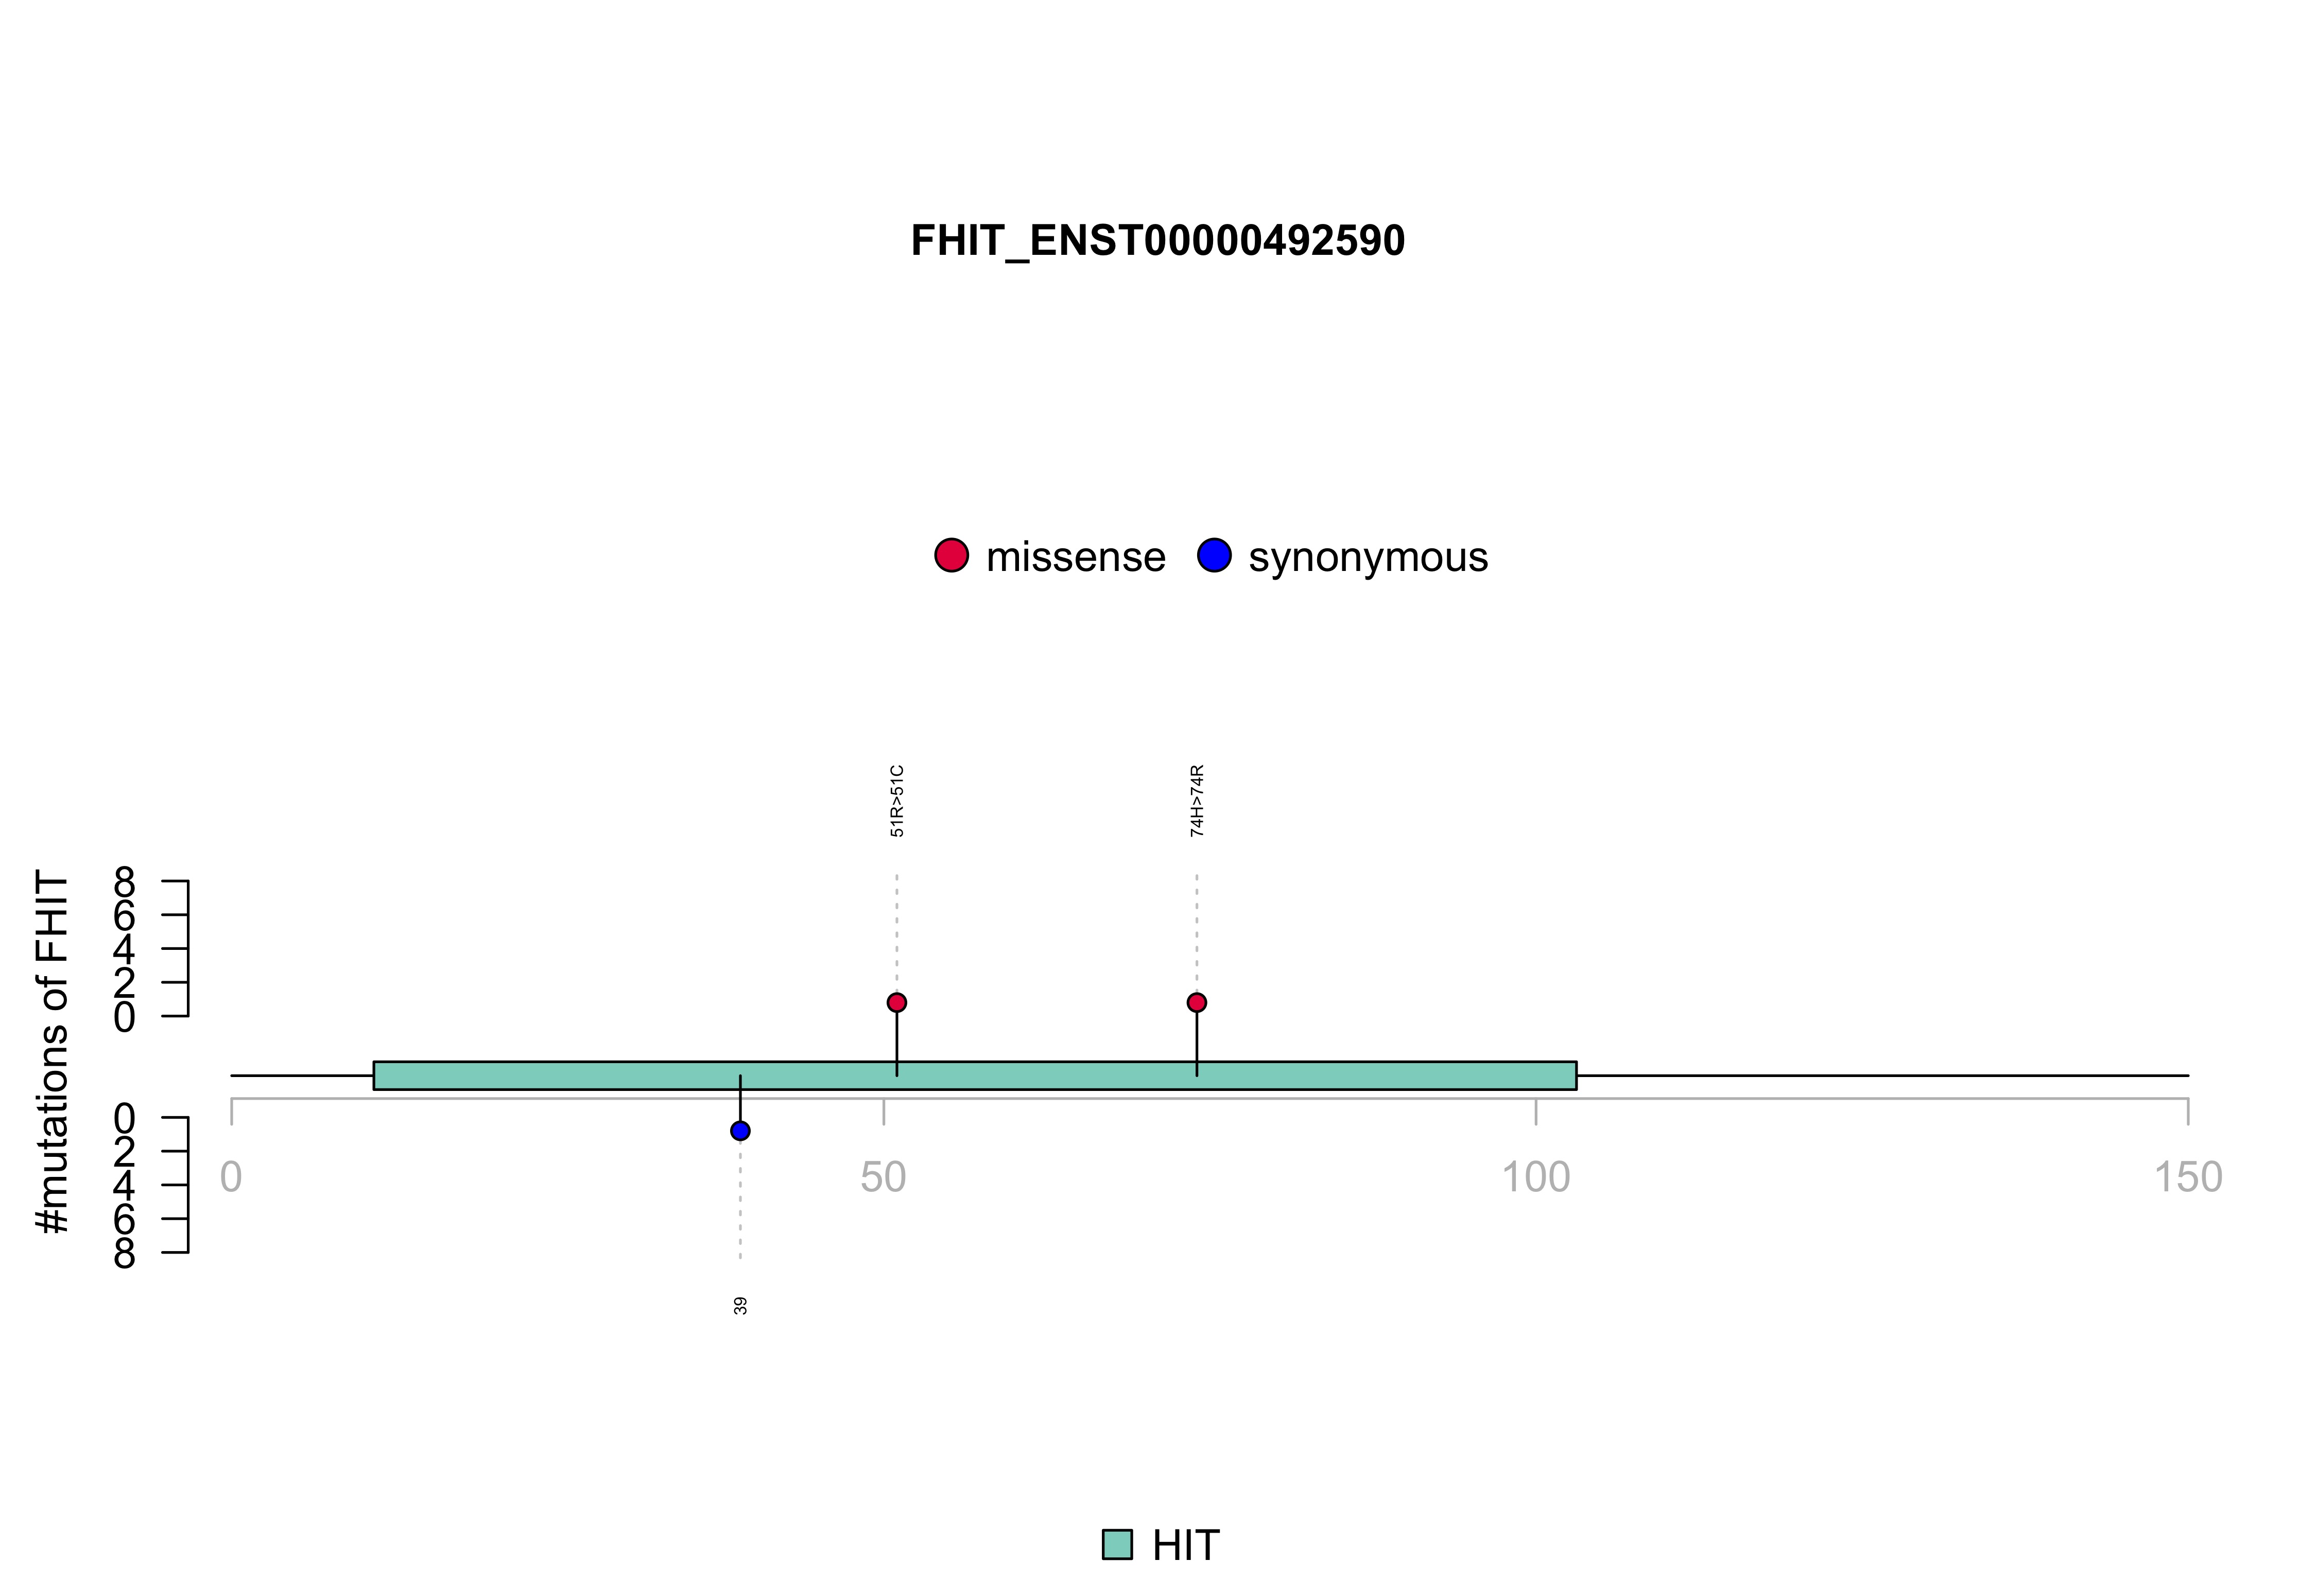 FHIT_ENST00000492590
missense
synonymous
51R>51C
74H>74R
#mutations of FHIT
8
6
4
2
0
0
2
4
6
8
0
50
100
150
39
HIT